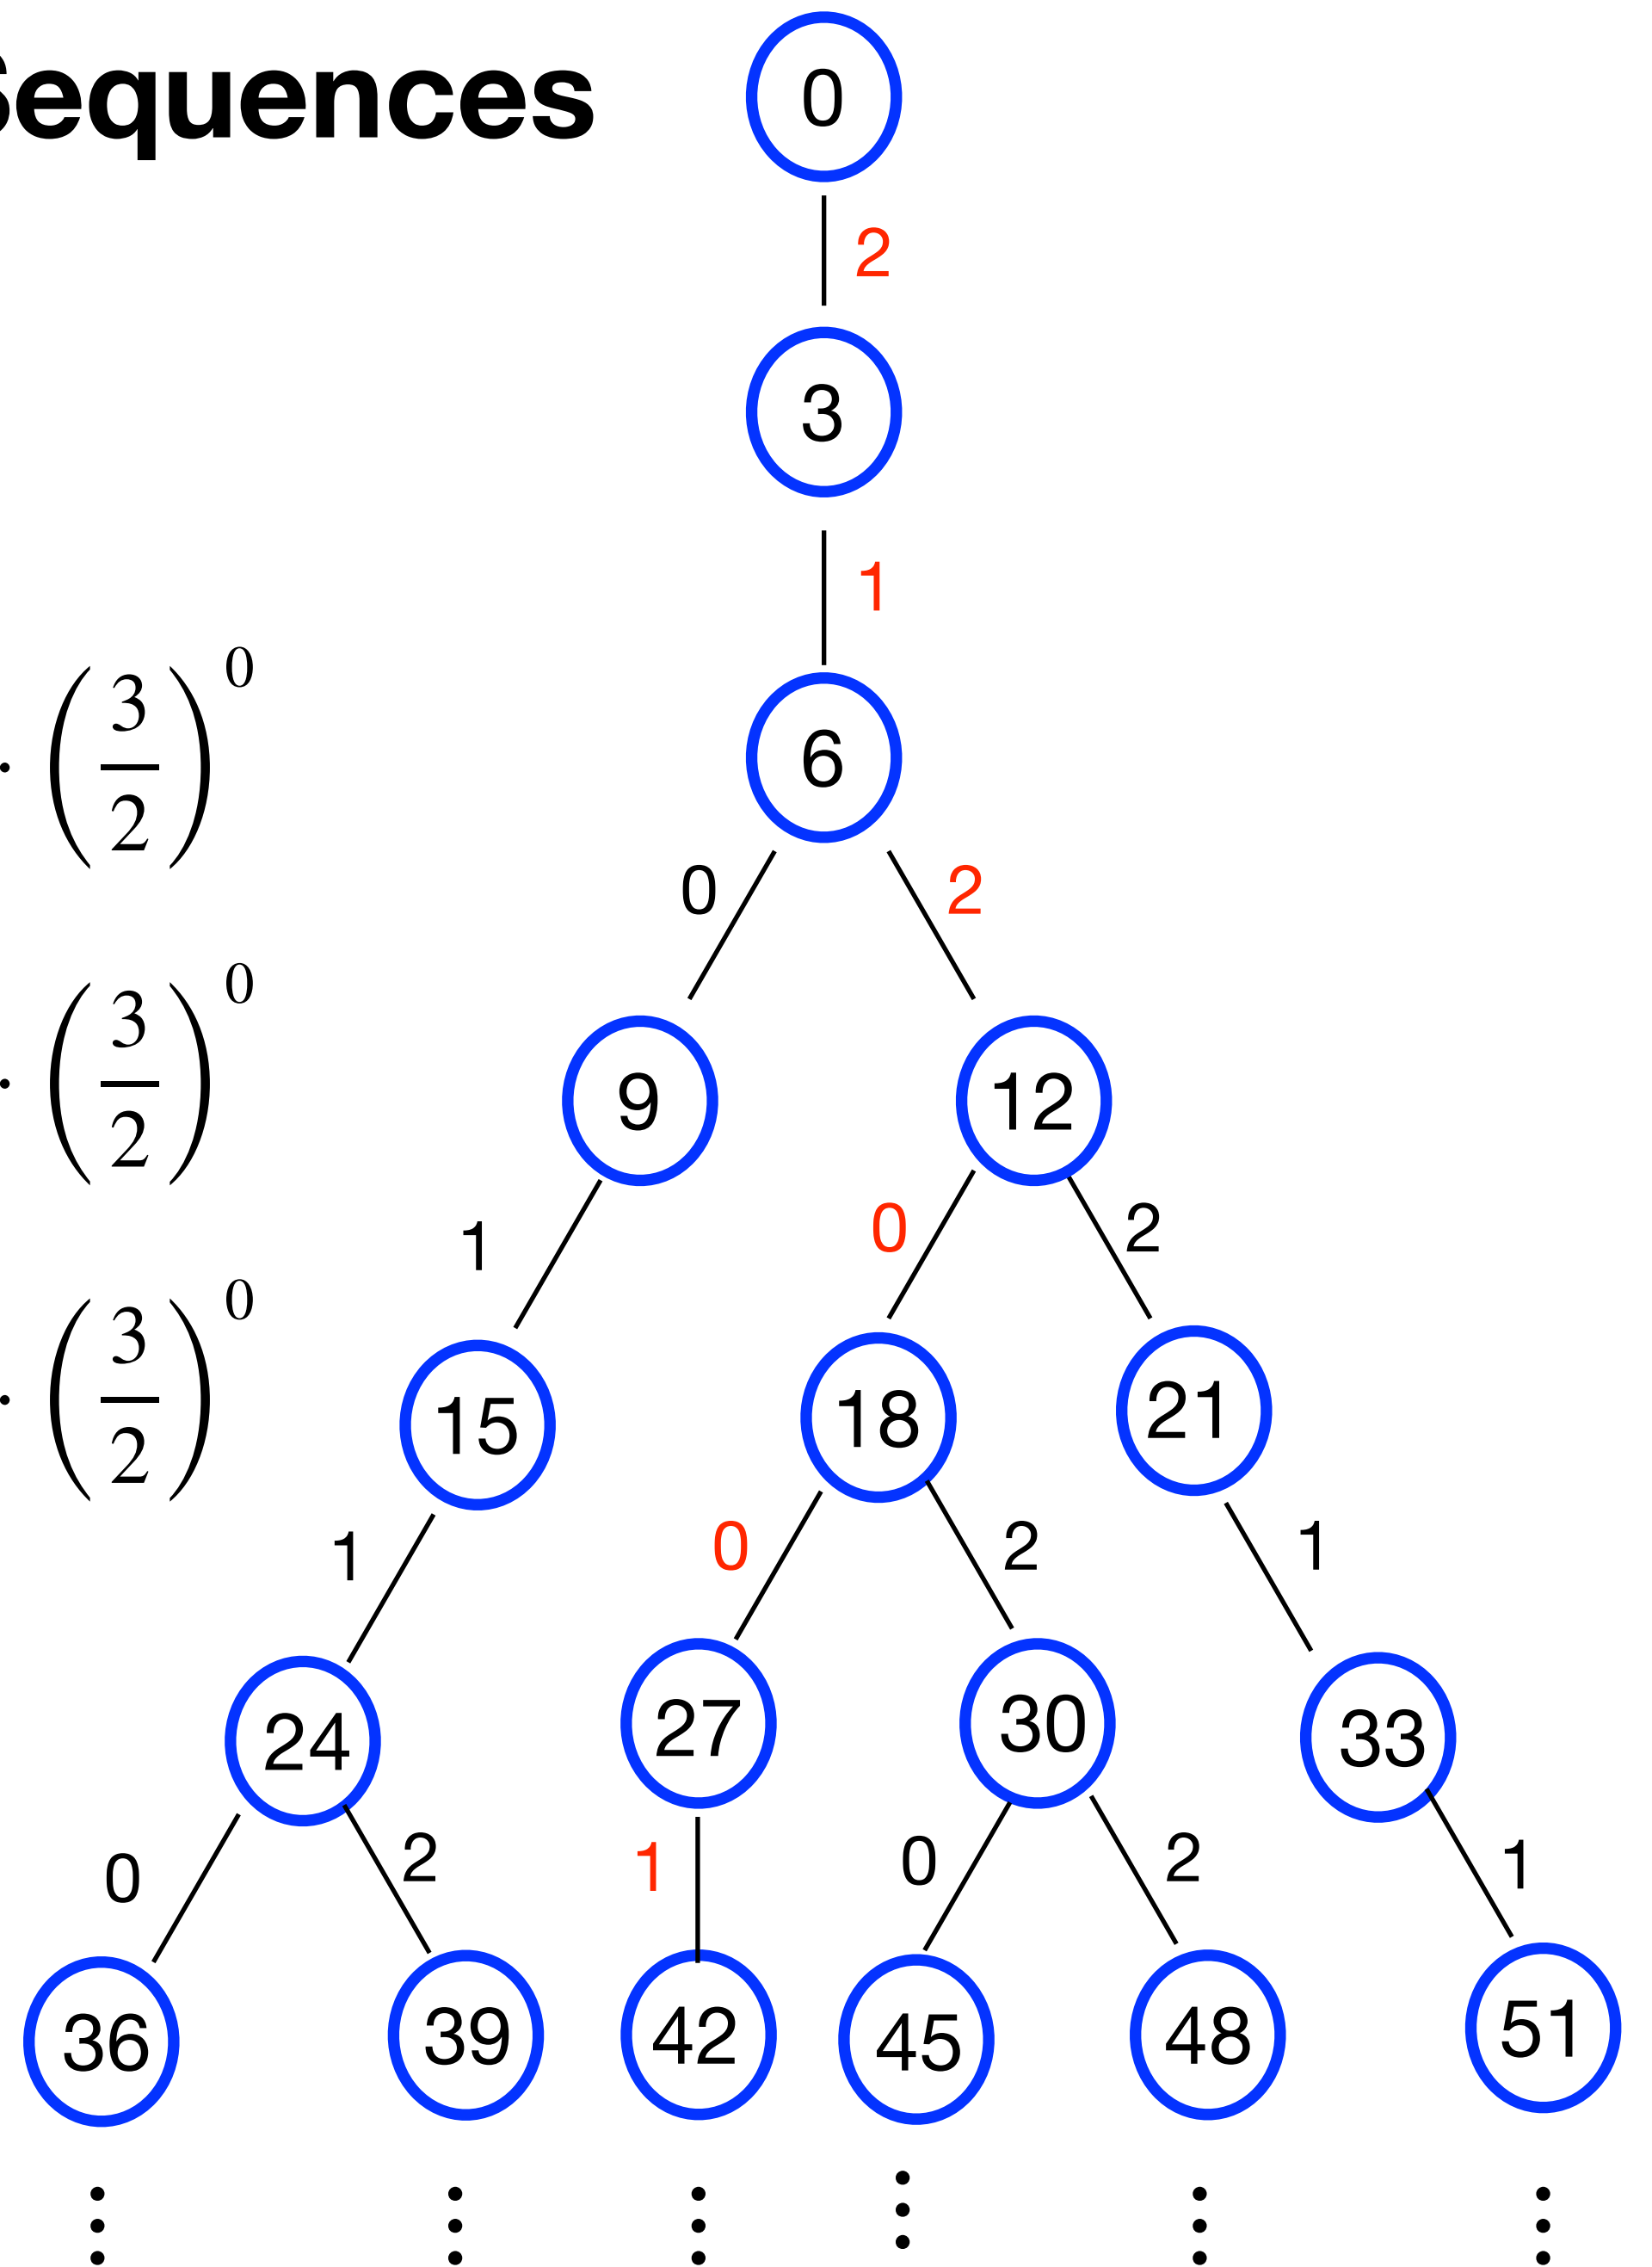 Sequences
0
2
3
1
6
0 2
9 12
1 0 2
15 18 21
1 0 2 1
24 27 30 33
0 2 1 0 2 1
36 39 42 45 48 51
⋮ ⋮ ⋮ ⋮ ⋮ ⋮
· (3/2)^0
· (3/2)^0
· (3/2)^0